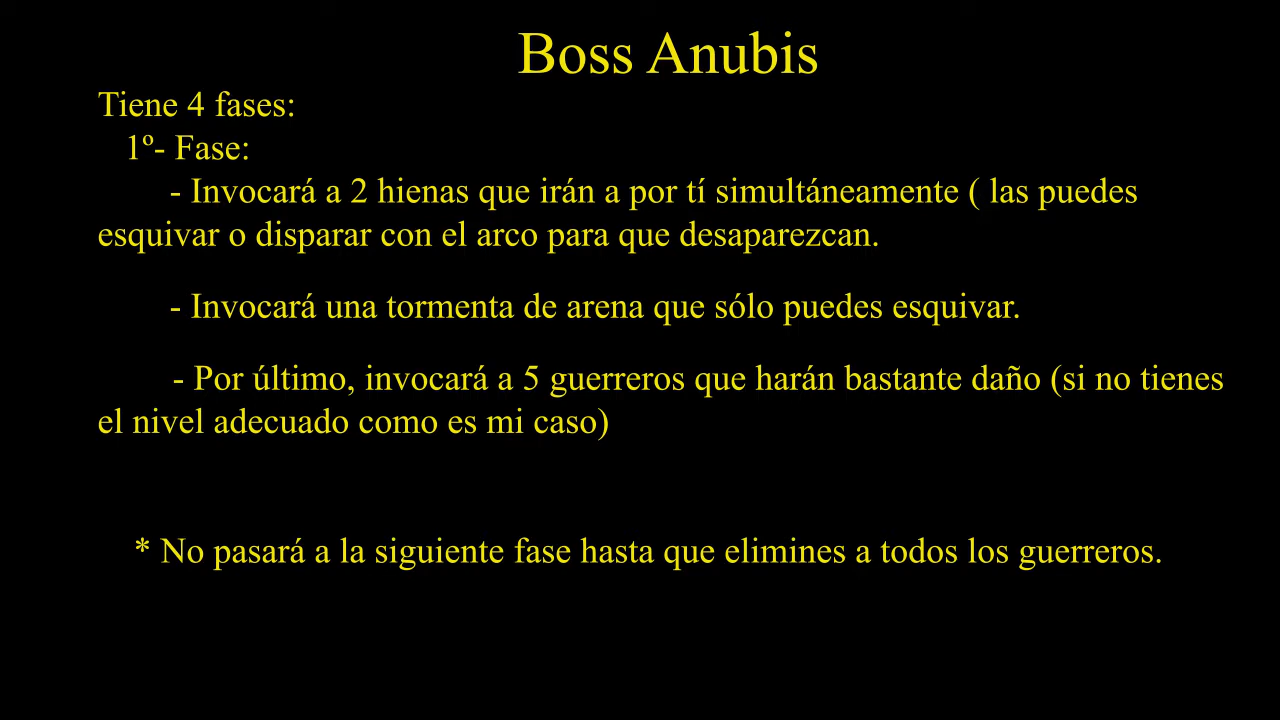 Boss Anubis
Tiene 4 fases:
1º- Fase:
- Invocará a 2 hienas que irán a por tí simultáneamente ( las puedes
esquivar o disparar con el arco para que desaparezcan.
- Invocará una tormenta de arena que sólo puedes esquivar.
- Por último, invocará a 5 guerreros que harán bastante daño (si no tienes
el nivel adecuado como es mi caso)
* No pasará a la siguiente fase hasta que elimines a todos los guerreros.